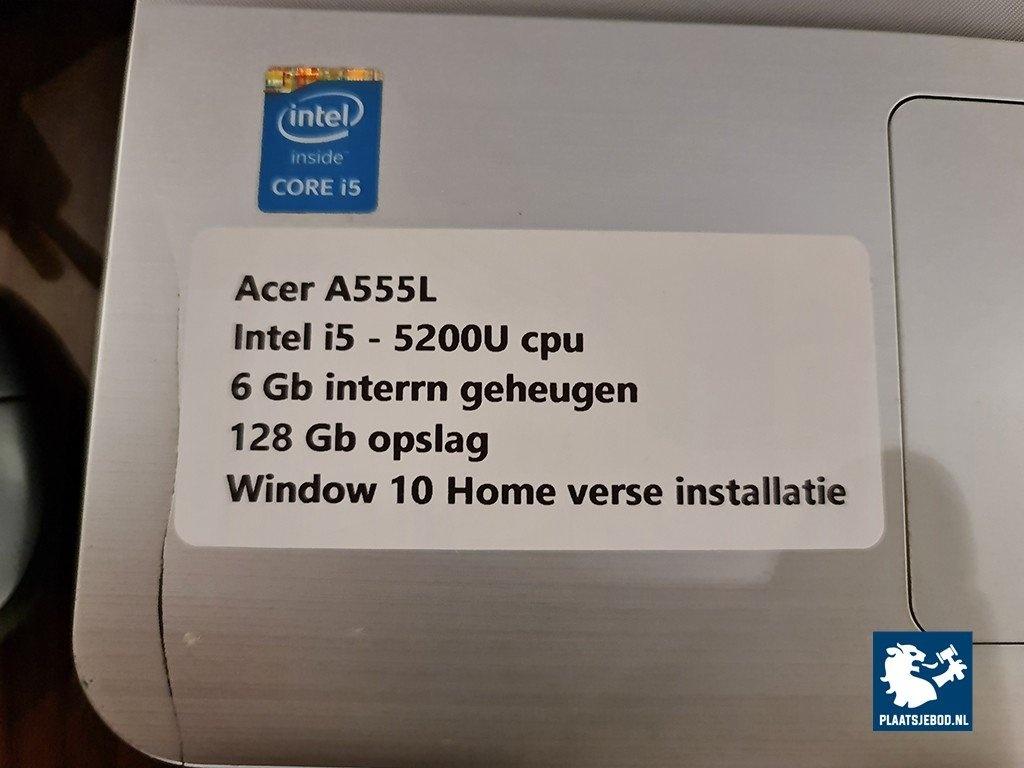 intel
inside™
CORE i5
Acer A555L
Intel i5 - 5200U cpu
6 Gb interrn geheugen
128 Gb opslag
Window 10 Home verse installatie
PLAATSJEBOD.NL